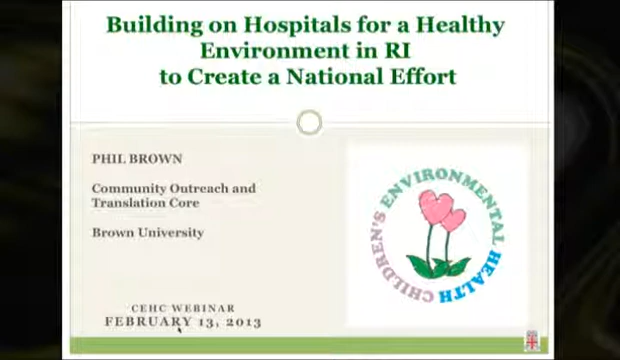 Building on Hospitals for a Healthy
Environment in RI
to Create a National Effort
PHIL BROWN
Community Outreach and
Translation Core
Brown University
CHILDREN'S ENVIRONMENTAL HEALTH
CEHC WEBINAR
FEBRUARY 13, 2013